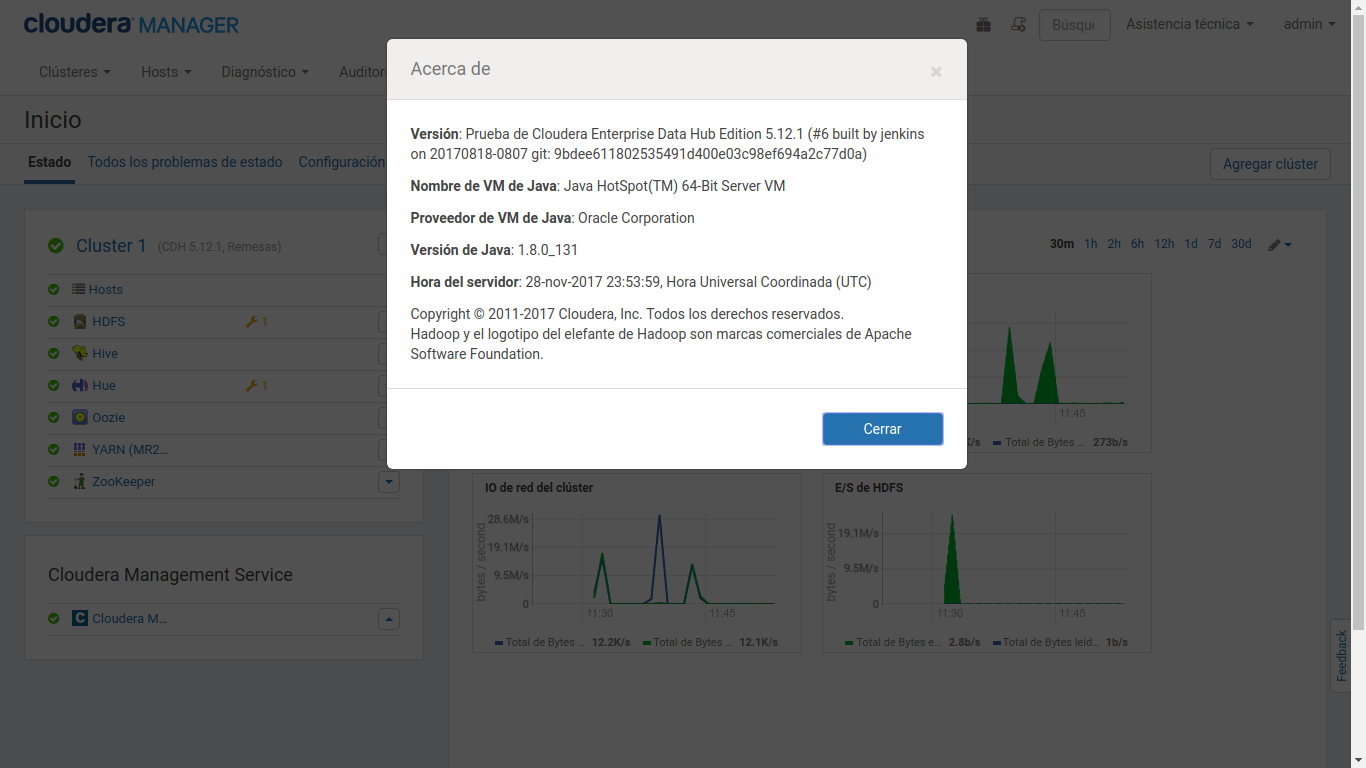 cloudera MANAGER
Búsqu
Asistencia técnica
admin
Clústeres
Hosts
Diagnóstico
Auditor
Inicio
Estado
Todos los problemas de estado
Configuración
Agregar clúster
Acerca de
Versión: Prueba de Cloudera Enterprise Data Hub Edition 5.12.1 (#6 built by jenkins
on 20170818-0807 git: 9bdee611802535491d400e03c98ef694a2c77d0a)
Nombre de VM de Java: Java HotSpot(TM) 64-Bit Server VM
Proveedor de VM de Java: Oracle Corporation
Versión de Java: 1.8.0_131
Hora del servidor: 28-nov-2017 23:53:59, Hora Universal Coordinada (UTC)
Copyright © 2011-2017 Cloudera, Inc. Todos los derechos reservados.
Hadoop y el logotipo del elefante de Hadoop son marcas comerciales de Apache
Software Foundation.
Cerrar
Cluster 1 (CDH 5.12.1, Remesas)
Hosts
HDFS 1
Hive
Hue 1
Oozie
YARN (MR2...
ZooKeeper
Cloudera Management Service
Cloudera M...
30m 1h 2h 6h 12h 1d 7d 30d
11:45
K/s Total de Bytes ... 273b/s
IO de red del clúster
bytes / second
28.6M/s
19.1M/s
9.5M/s
0
11:30
11:45
Total de Bytes ... 12.2K/s Total de Bytes ... 12.1K/s
E/S de HDFS
bytes / second
19.1M/s
9.5M/s
0
11:30
11:45
Total de Bytes e... 2.8b/s Total de Bytes leíd... 1b/s
Feedback